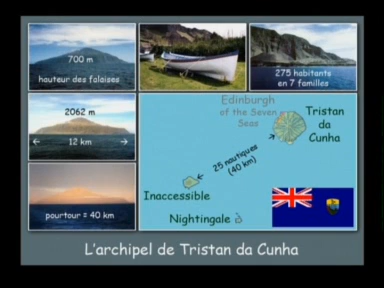 700 m
hauteur des falaises
275 habitants
en 7 familles
2062 m
12 km
pourtour = 40 km
Edinburgh
of the Seven
Seas
Tristan
da
Cunha
25 nautiques
(40 km)
Inaccessible
Nightingale
L'archipel de Tristan da Cunha